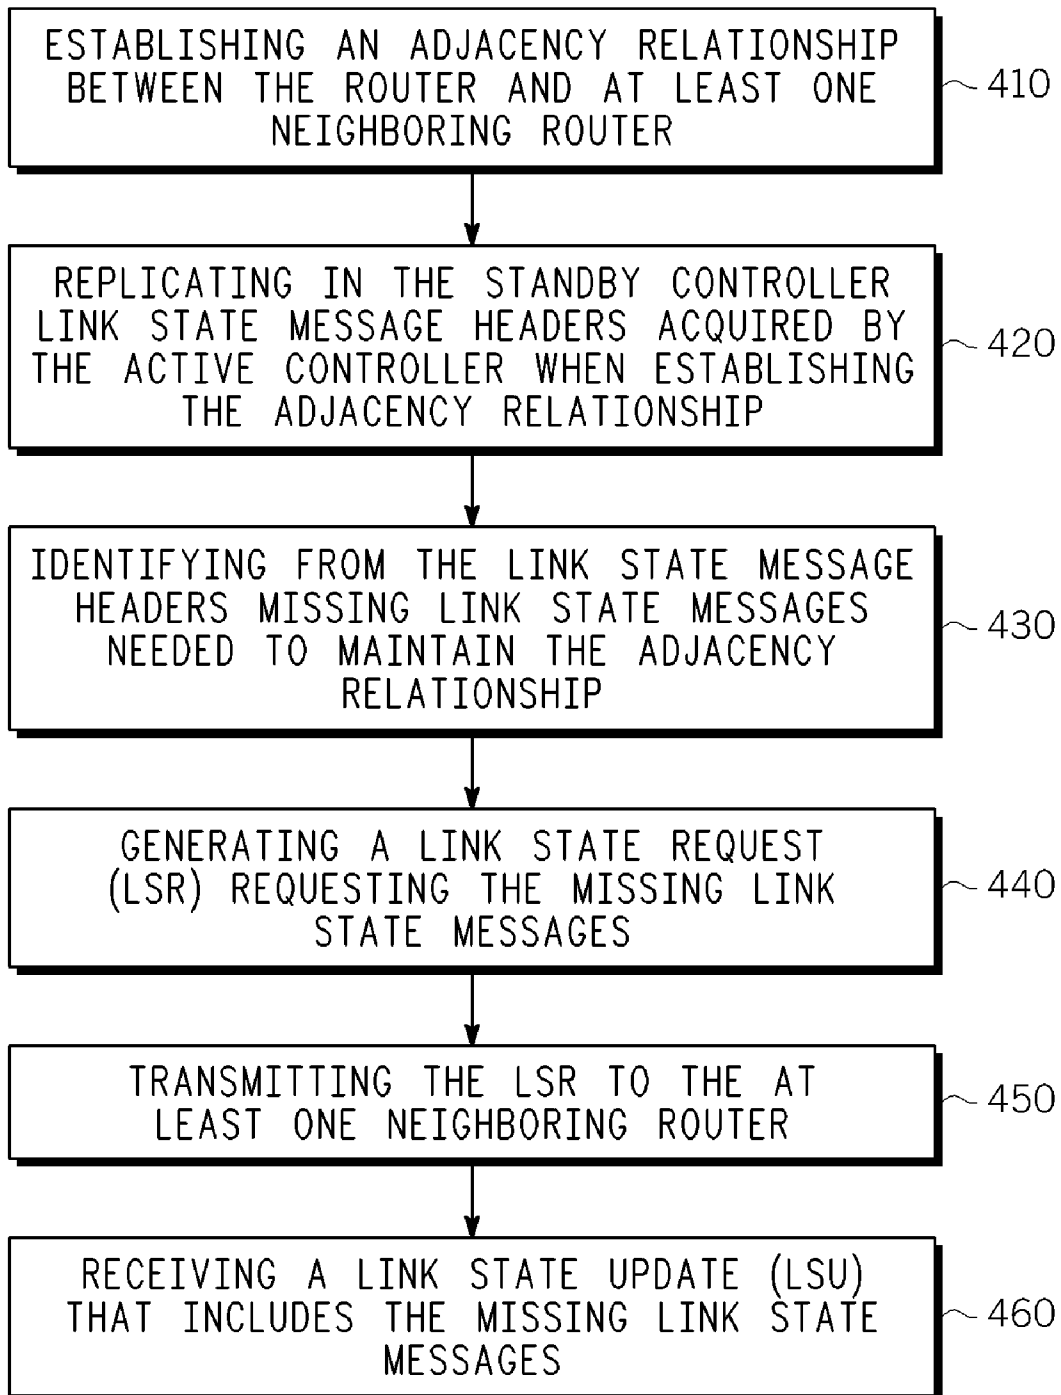 ESTABLISHING AN ADJACENCY RELATIONSHIP
BETWEEN THE ROUTER AND AT LEAST ONE
NEIGHBORING ROUTER
410
REPLICATING IN THE STANDBY CONTROLLER
LINK STATE MESSAGE HEADERS ACQUIRED BY
THE ACTIVE CONTROLLER WHEN ESTABLISHING
THE ADJACENCY RELATIONSHIP
420
IDENTIFYING FROM THE LINK STATE MESSAGE
HEADERS MISSING LINK STATE MESSAGES
NEEDED TO MAINTAIN THE ADJACENCY
RELATIONSHIP
430
GENERATING A LINK STATE REQUEST
(LSR) REQUESTING THE MISSING LINK
STATE MESSAGES
440
TRANSMITTING THE LSR TO THE AT
LEAST ONE NEIGHBORING ROUTER
450
RECEIVING A LINK STATE UPDATE (LSU)
THAT INCLUDES THE MISSING LINK STATE
MESSAGES
460